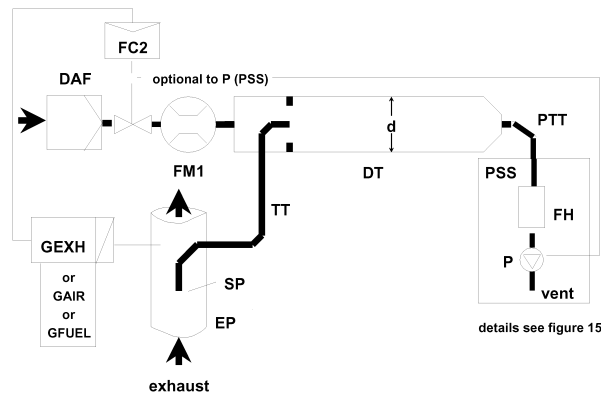 FC2
DAF
optional to P (PSS)
d
PTT
FM1
DT
PSS
TT
FH
GEXH
or
GAIR
or
GFUEL
SP
P
EP
vent
details see figure 15
exhaust